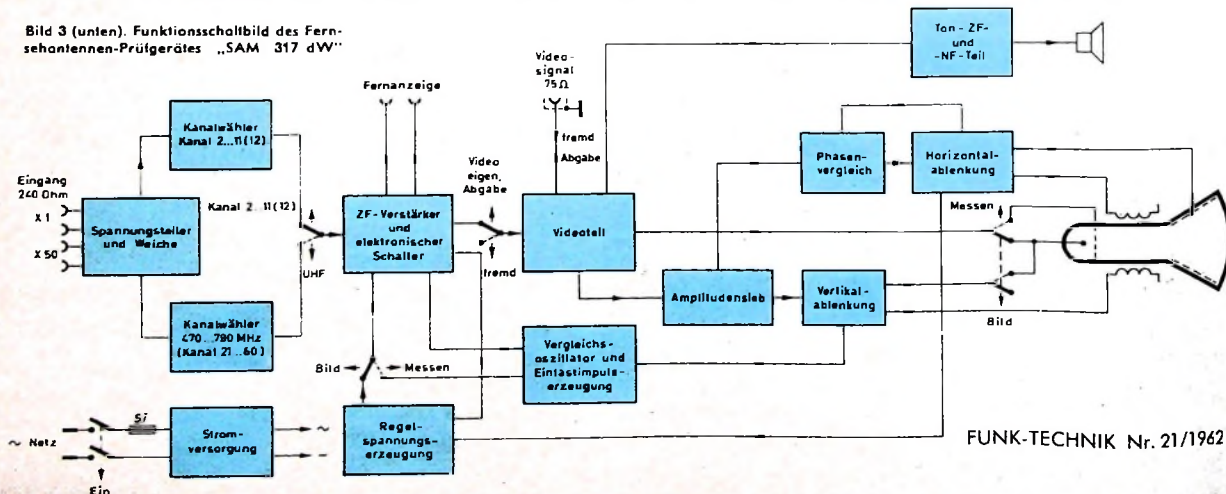 Bild 3 (unten). Funktionsschaltbild des Fern-
sehantennen-Prüfgerätes „SAM 317 dW"
Ton-ZF-
und
-NF-Teil
Video-
signal
75Ω
fremd
Abgabe
Fernanzeige
Kanalwähler
Kanal 2...11(12)
Phasen-
vergleich
Horizontal-
ablenkung
Eingang
240 Ohm
X 1
X 50
Spannungsteiler
und Weiche
Kanal 2...11(12)
UHF
ZF-Verstärker
und
elektronischer
Schalter
Video
eigen,
Abgabe
fremd
Videoteil
Messen
Bild
Amplitudensieb
Vertikal-
ablenkung
Kanalwähler
470...790 MHz
(Kanal 21...60)
Bild
Messen
Vergleichs-
oszillator und
Eintastimpuls-
erzeugung
~ Netz
Si
Ein
Strom-
versorgung
~
–
Regel-
spannungs-
erzeugung
FUNK-TECHNIK Nr. 21/1962